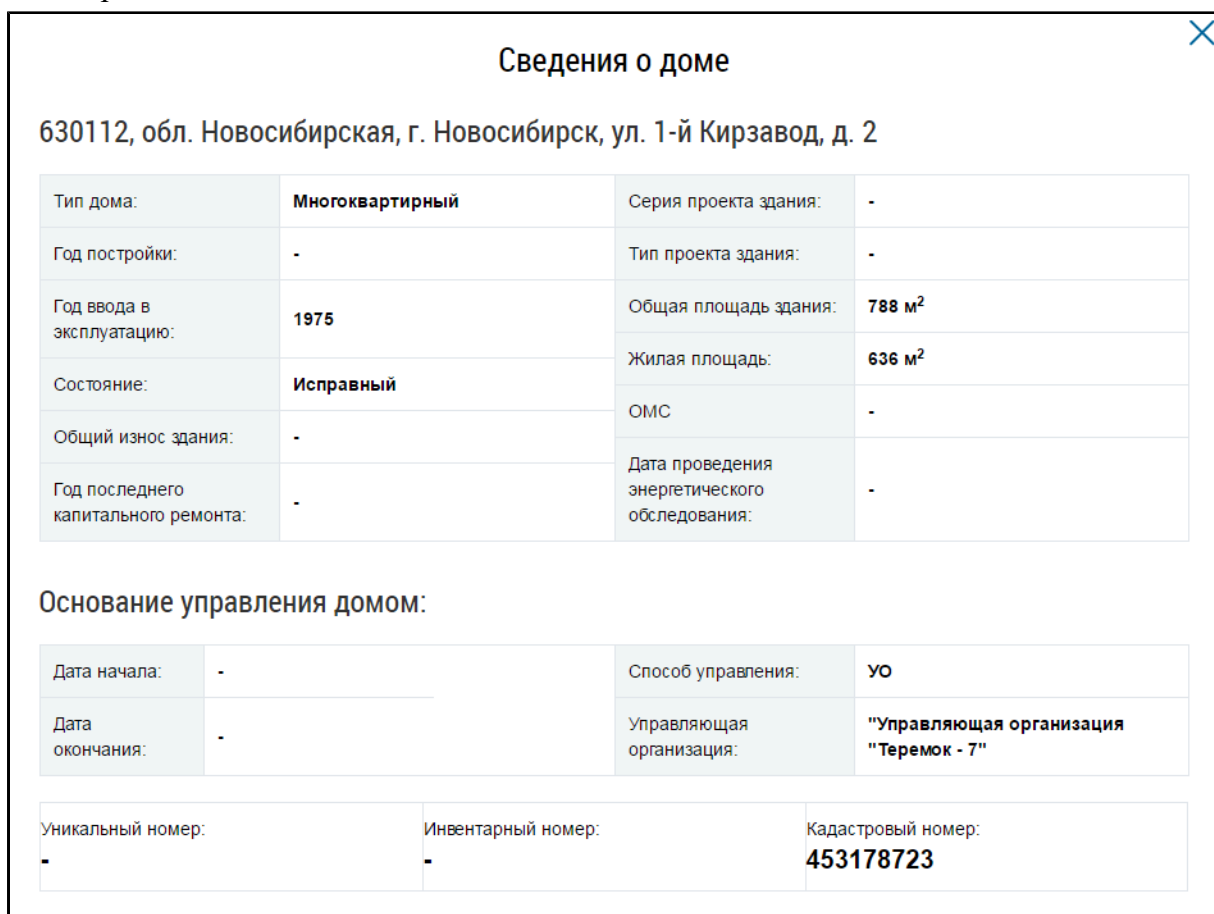 Сведения о доме
630112, обл. Новосибирская, г. Новосибирск, ул. 1-й Кирзавод, д. 2
Тип дома: Многоквартирный
Год постройки: -
Год ввода в
эксплуатацию: 1975
Состояние: Исправный
Общий износ здания: -
Год последнего
капитального ремонта: -
Серия проекта здания: -
Тип проекта здания: -
Общая площадь здания: 788 м²
Жилая площадь: 636 м²
ОМС -
Дата проведения
энергетического
обследования: -
Основание управления домом:
Дата начала: -
Дата
окончания: -
Способ управления: УО
Управляющая
организация:
"Управляющая организация
"Теремок - 7"
Уникальный номер:
-
Инвентарный номер:
-
Кадастровый номер:
453178723